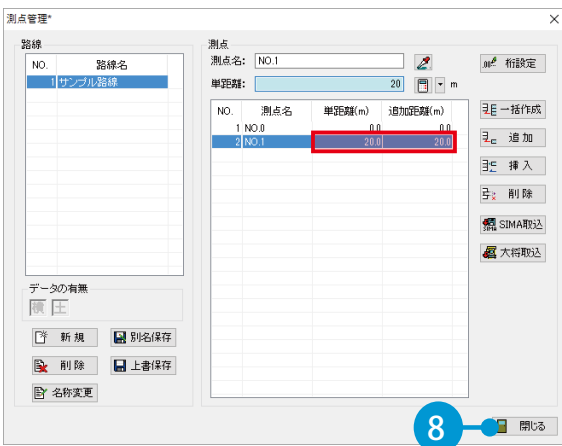 測点管理*
路線
NO. 路線名
1 サンプル路線
データの有無
横 土
新規 別名保存
削除 上書保存
名称変更
測点
測点名: NO.1
単距離: 20 m
NO. 測点名 単距離(m) 追加距離(m)
1 NO.0 0.0 0.0
2 NO.1 20.0 20.0
.00 桁設定
一括作成
追加
挿入
削除
SIMA取込
大将取込
8 閉じる